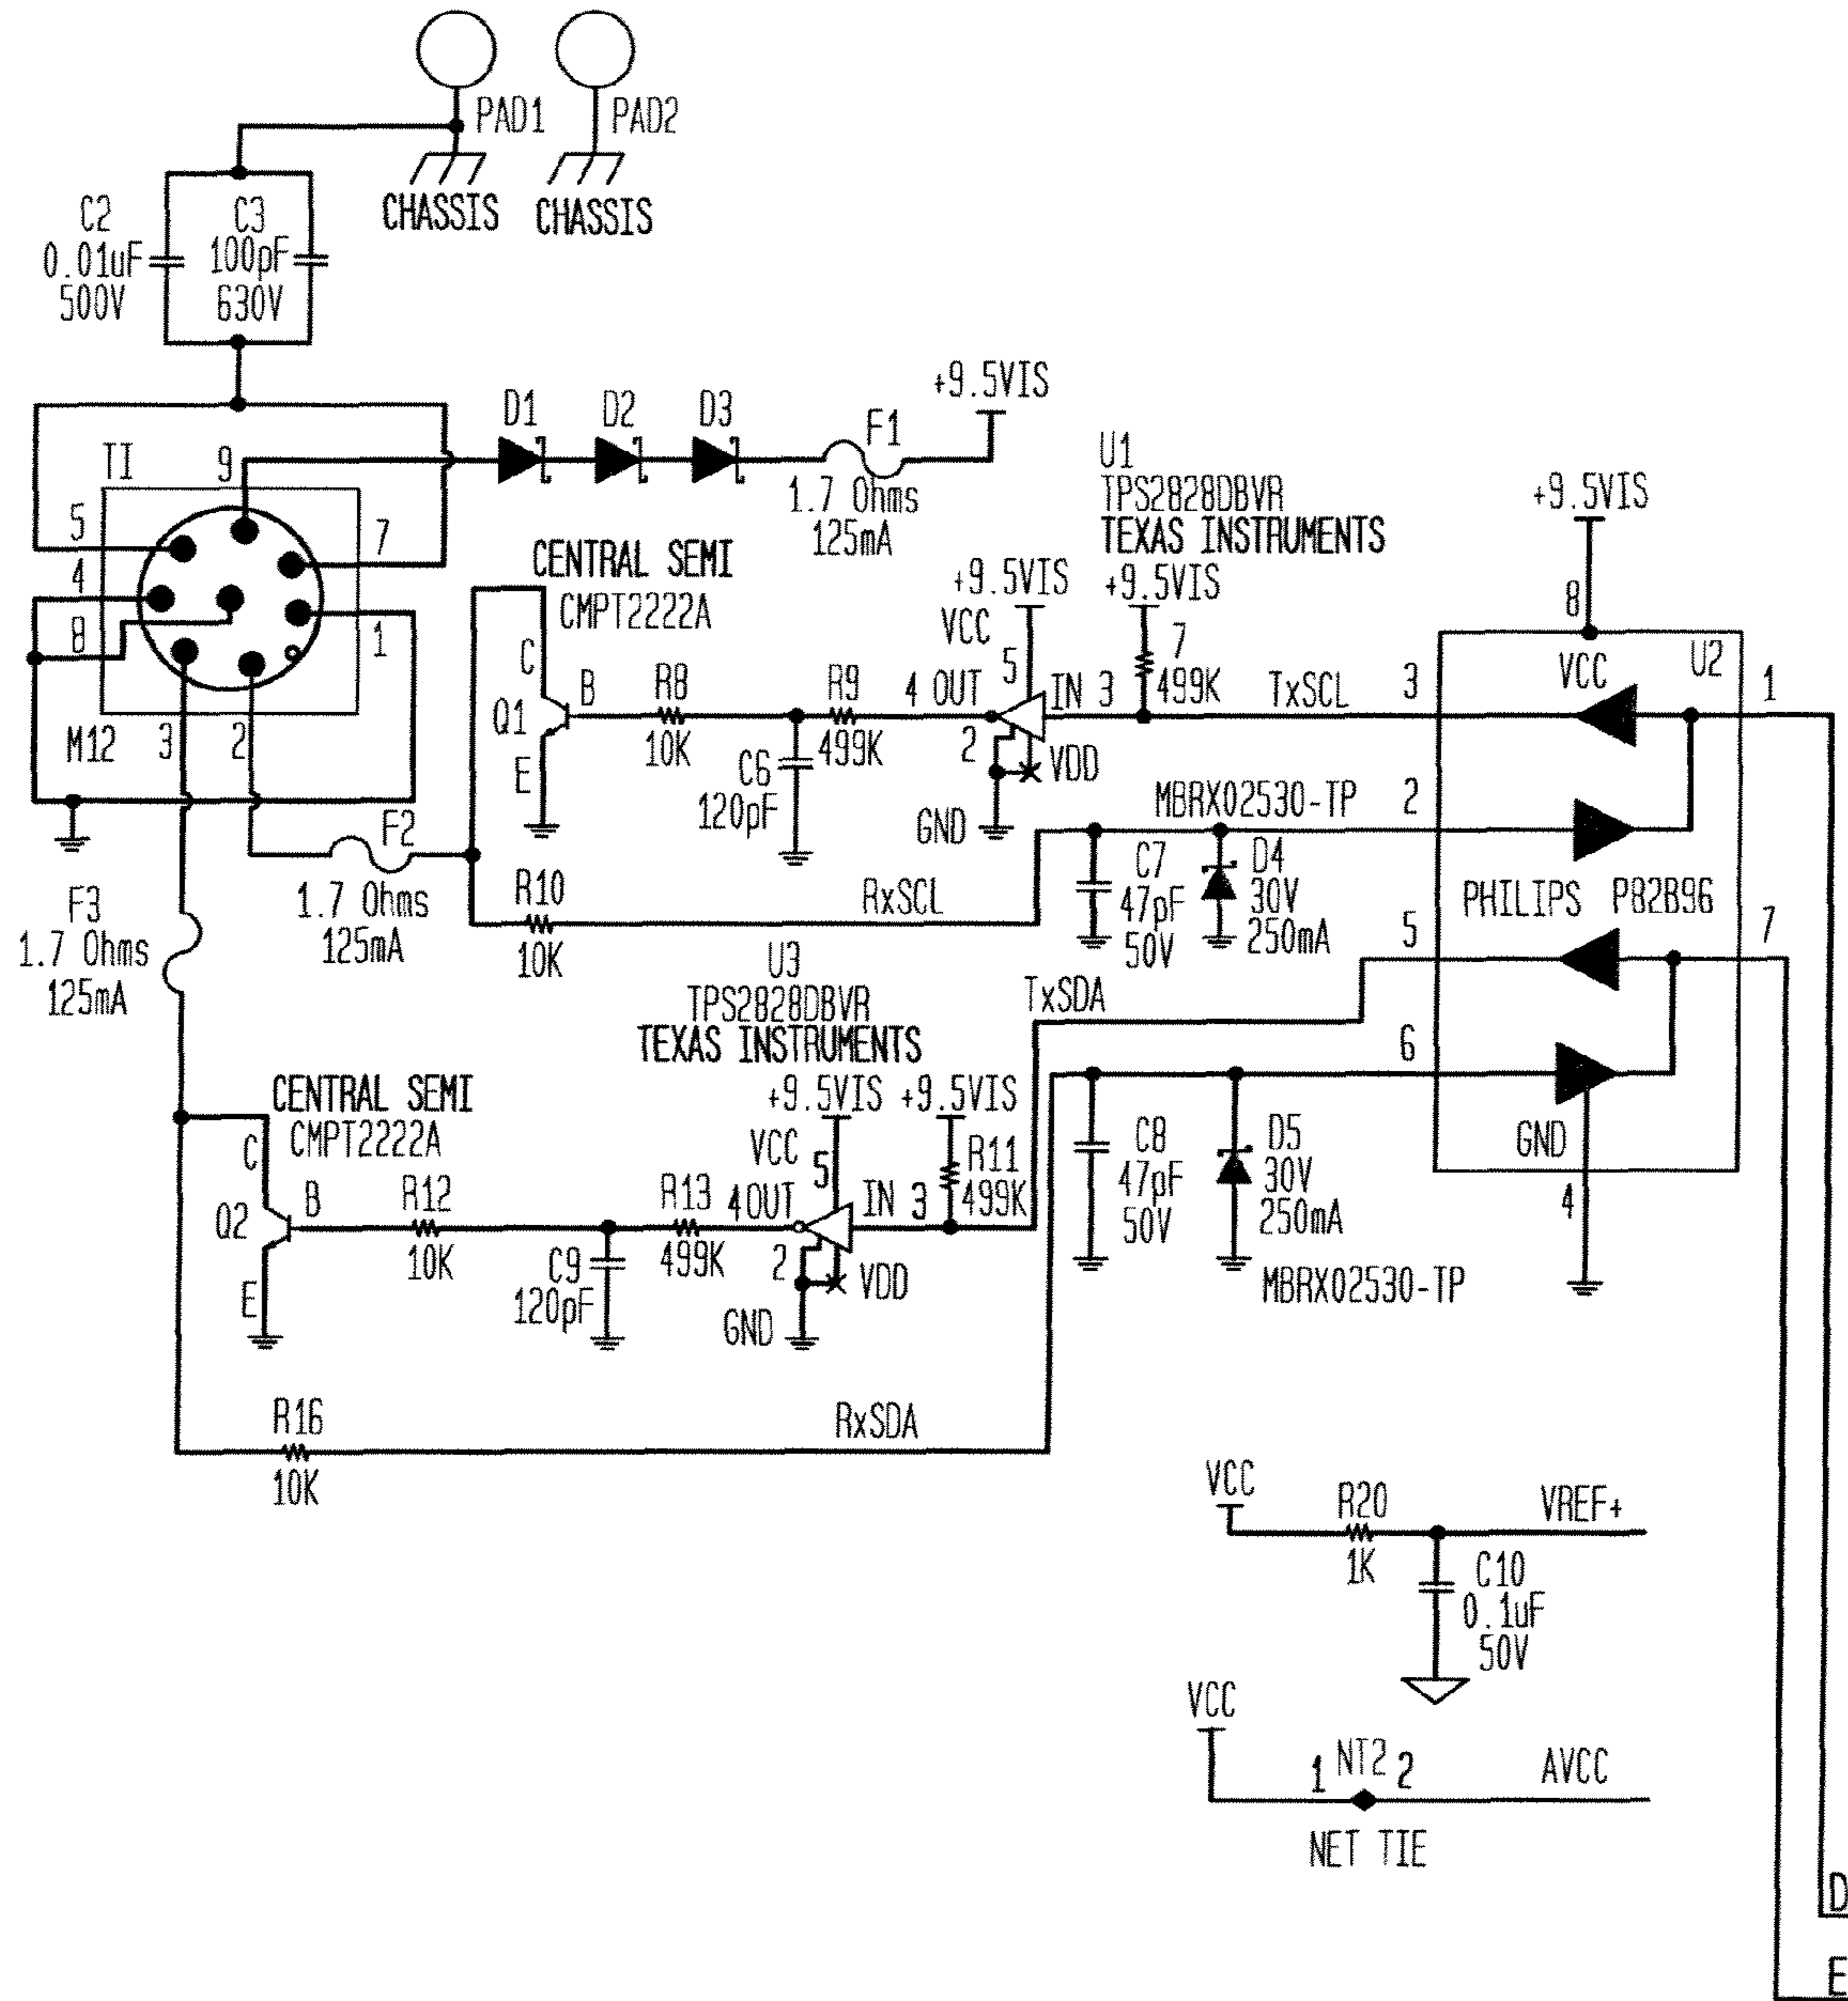 PAD1
PAD2
CHASSIS
CHASSIS
C2
0.01uF
500V
C3
100pF
630V
D1
D2
D3
F1
1.7 Ohms
125mA
+9.5VIS
TI
9
5
4
8
7
1
M12
3
2
F2
1.7 Ohms
125mA
F3
1.7 Ohms
125mA
CENTRAL SEMI
CMPT2222A
C
B
Q1
E
R8
10K
C6
120pF
R9
499K
4 OUT
+9.5VIS
VCC
5
IN 3
2
VDD
GND
U1
TPS2828DBVR
TEXAS INSTRUMENTS
+9.5VIS
7
499K
TxSCL
+9.5VIS
8
U2
VCC
3
1
2
PHILIPS P82B96
5
7
6
GND
4
MBRX02530-TP
C7
47pF
50V
D4
30V
250mA
R10
10K
RxSCL
U3
TPS2828DBVR
TEXAS INSTRUMENTS
TxSDA
CENTRAL SEMI
CMPT2222A
C
B
Q2
E
R12
10K
C9
120pF
R13
499K
4 OUT
+9.5VIS
VCC
5
IN 3
2
VDD
GND
+9.5VIS
R11
499K
C8
47pF
50V
D5
30V
250mA
MBRX02530-TP
R16
10K
RxSDA
VCC
R20
1K
VREF+
C10
0.1uF
50V
VCC
1 NT2 2
AVCC
NET TIE
D
E